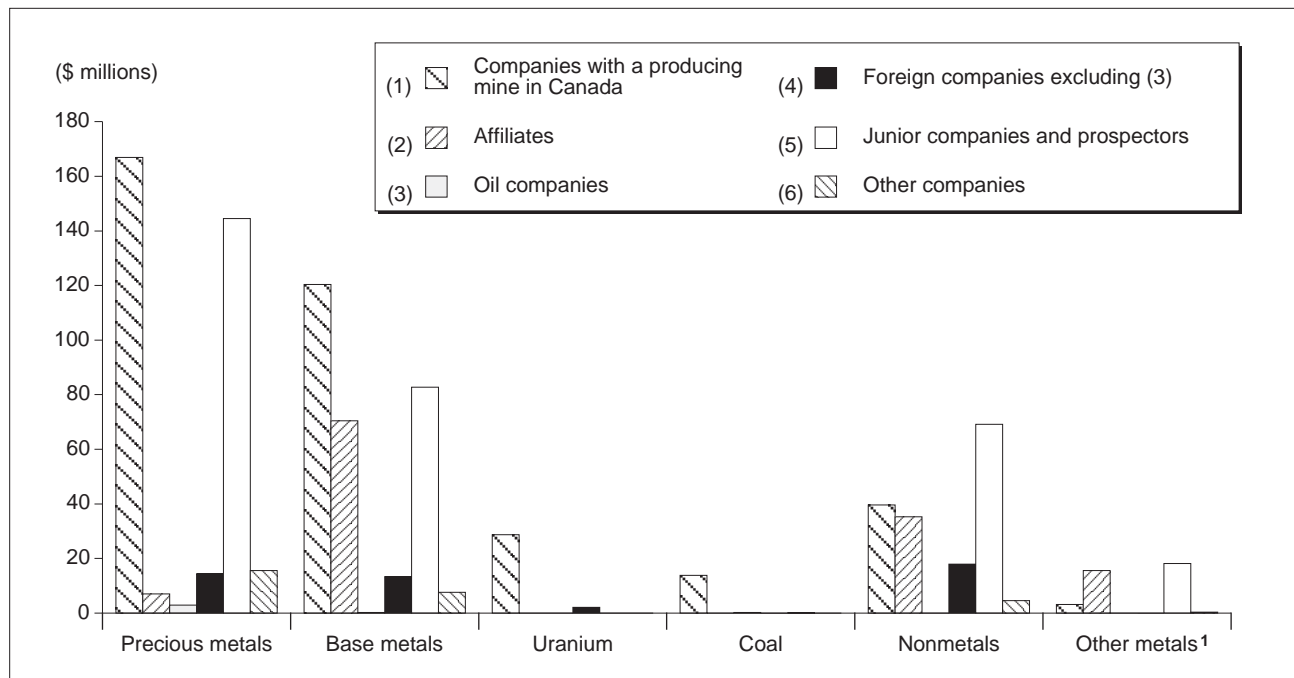 ($ millions)
(1) Companies with a producing
mine in Canada
(2) Affiliates
(3) Oil companies
(4) Foreign companies excluding (3)
(5) Junior companies and prospectors
(6) Other companies
180
160
140
120
100
80
60
40
20
0
Precious metals Base metals Uranium Coal Nonmetals Other metals¹